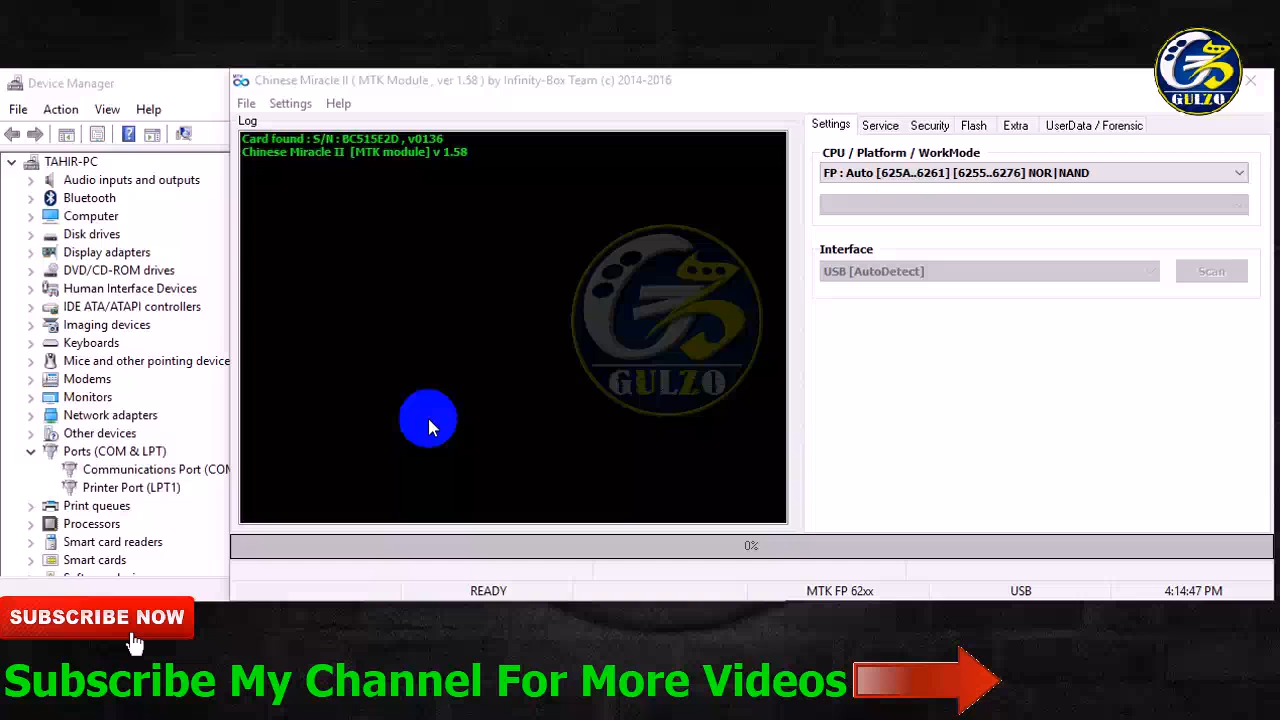 GULZO
Device Manager
File Action View Help
TAHIR-PC
Audio inputs and outputs
Bluetooth
Computer
Disk drives
Display adapters
DVD/CD-ROM drives
Human Interface Devices
IDE ATA/ATAPI controllers
Imaging devices
Keyboards
Mice and other pointing device
Modems
Monitors
Network adapters
Other devices
Ports (COM & LPT)
Communications Port (COM
Printer Port (LPT1)
Print queues
Processors
Smart card readers
Smart cards
Chinese Miracle II ( MTK Module , ver 1.58 ) by Infinity-Box Team (c) 2014-2016
File Settings Help
Log
Card found : S/N : BC515E2D , v0136
Chinese Miracle II [MTK module] v 1.58
GULZO
Settings Service Security Flash Extra UserData / Forensic
CPU / Platform / WorkMode
FP : Auto [625A..6261] [6255..6276] NOR|NAND
Interface
USB [AutoDetect] Scan
0%
READY MTK FP 62xx USB 4:14:47 PM
SUBSCRIBE NOW
Subscribe My Channel For More Videos